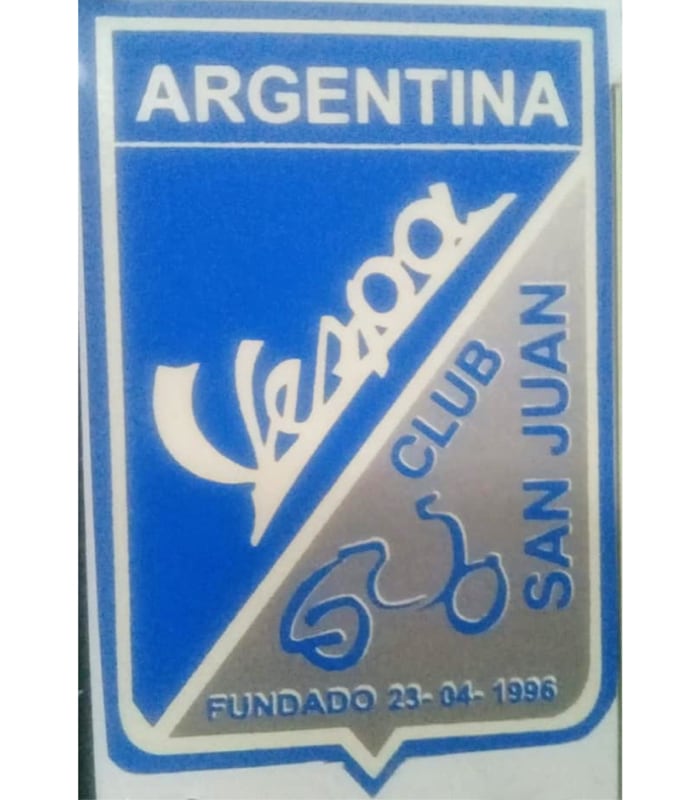 ARGENTINA
Vespa
CLUB
SAN JUAN
FUNDADO 23-04-1996